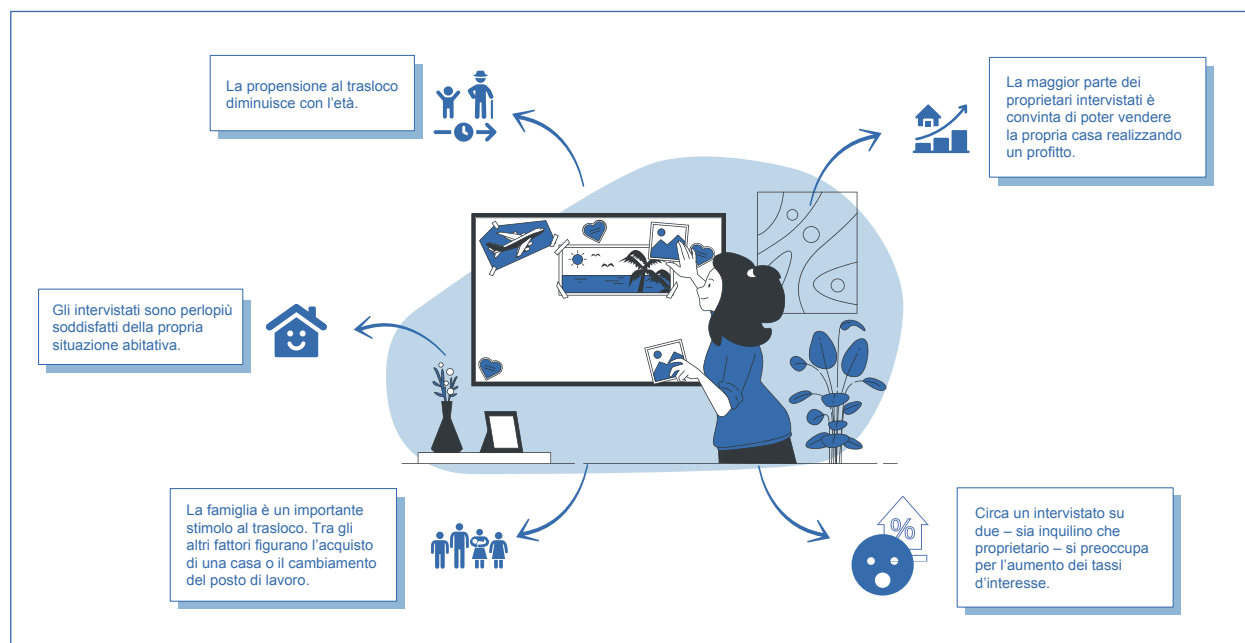 La propensione al trasloco
diminuisce con l’età.
La maggior parte dei
proprietari intervistati è
convinta di poter vendere
la propria casa realizzando
un profitto.
Gli intervistati sono perlopiù
soddisfatti della propria
situazione abitativa.
La famiglia è un importante
stimolo al trasloco. Tra gli
altri fattori figurano l’acquisto
di una casa o il cambiamento
del posto di lavoro.
%
Circa un intervistato su
due – sia inquilino che
proprietario – si preoccupa
per l’aumento dei tassi
d’interesse.